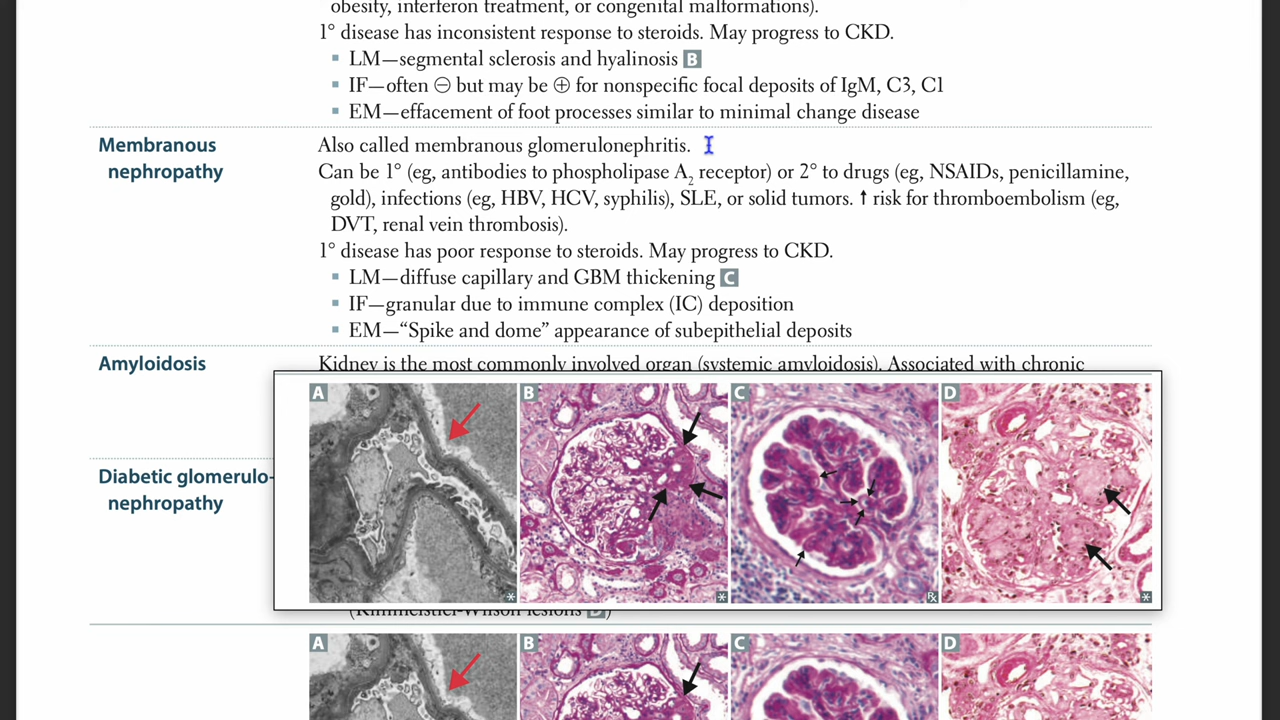 obesity, interferon treatment, or congenital malformations).
1° disease has inconsistent response to steroids. May progress to CKD.
▪ LM—segmental sclerosis and hyalinosis B
▪ IF—often ⊖ but may be ⊕ for nonspecific focal deposits of IgM, C3, C1
▪ EM—effacement of foot processes similar to minimal change disease
Membranous
nephropathy
Also called membranous glomerulonephritis.
Can be 1° (eg, antibodies to phospholipase A₂ receptor) or 2° to drugs (eg, NSAIDs, penicillamine,
gold), infections (eg, HBV, HCV, syphilis), SLE, or solid tumors. ↑ risk for thromboembolism (eg,
DVT, renal vein thrombosis).
1° disease has poor response to steroids. May progress to CKD.
▪ LM—diffuse capillary and GBM thickening C
▪ IF—granular due to immune complex (IC) deposition
▪ EM—“Spike and dome” appearance of subepithelial deposits
Amyloidosis
Kidney is the most commonly involved organ (systemic amyloidosis). Associated with chronic
A B C D
Diabetic glomerulo-
nephropathy
(Kimmelstiel-Wilson lesions D)
A B C D